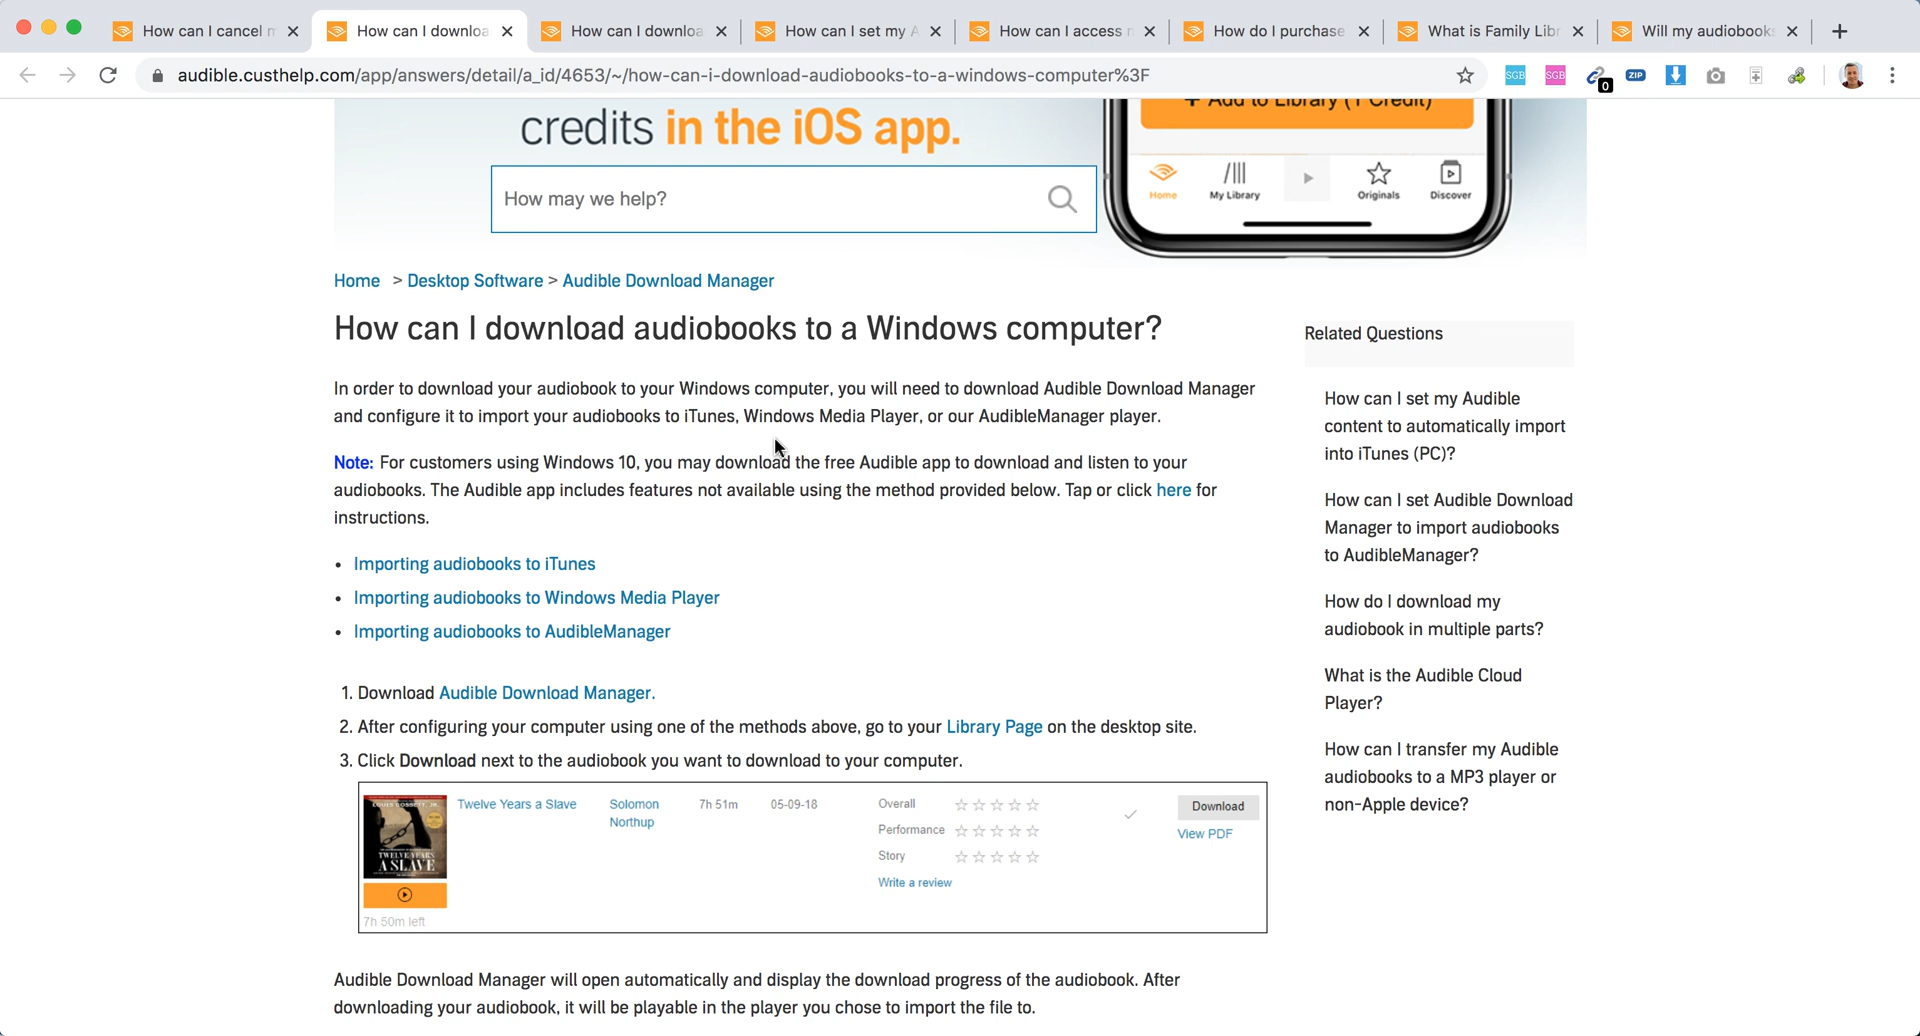 How can I cancel m
How can I downloa
How can I downloa
How can I set my A
How can I access m
How do I purchase
What is Family Libr
Will my audiobook
audible.custhelp.com/app/answers/detail/a_id/4653/~/how-can-i-download-audiobooks-to-a-windows-computer%3F
SGB
SGB
0
ZIP
credits in the iOS app.
+ Add to Library (1 Credit)
How may we help?
Home
My Library
Originals
Discover
Home > Desktop Software > Audible Download Manager
How can I download audiobooks to a Windows computer?
In order to download your audiobook to your Windows computer, you will need to download Audible Download Manager
and configure it to import your audiobooks to iTunes, Windows Media Player, or our AudibleManager player.
Note: For customers using Windows 10, you may download the free Audible app to download and listen to your
audiobooks. The Audible app includes features not available using the method provided below. Tap or click here for
instructions.
• Importing audiobooks to iTunes
• Importing audiobooks to Windows Media Player
• Importing audiobooks to AudibleManager
1. Download Audible Download Manager.
2. After configuring your computer using one of the methods above, go to your Library Page on the desktop site.
3. Click Download next to the audiobook you want to download to your computer.
LOUIS GOSSETT, JR.
TWELVE YEARS
A SLAVE
7h 50m left
Twelve Years a Slave
Solomon
Northup
7h 51m
05-09-18
Overall
Performance
Story
Write a review
Download
View PDF
Audible Download Manager will open automatically and display the download progress of the audiobook. After
downloading your audiobook, it will be playable in the player you chose to import the file to.
Related Questions
How can I set my Audible
content to automatically import
into iTunes (PC)?
How can I set Audible Download
Manager to import audiobooks
to AudibleManager?
How do I download my
audiobook in multiple parts?
What is the Audible Cloud
Player?
How can I transfer my Audible
audiobooks to a MP3 player or
non-Apple device?